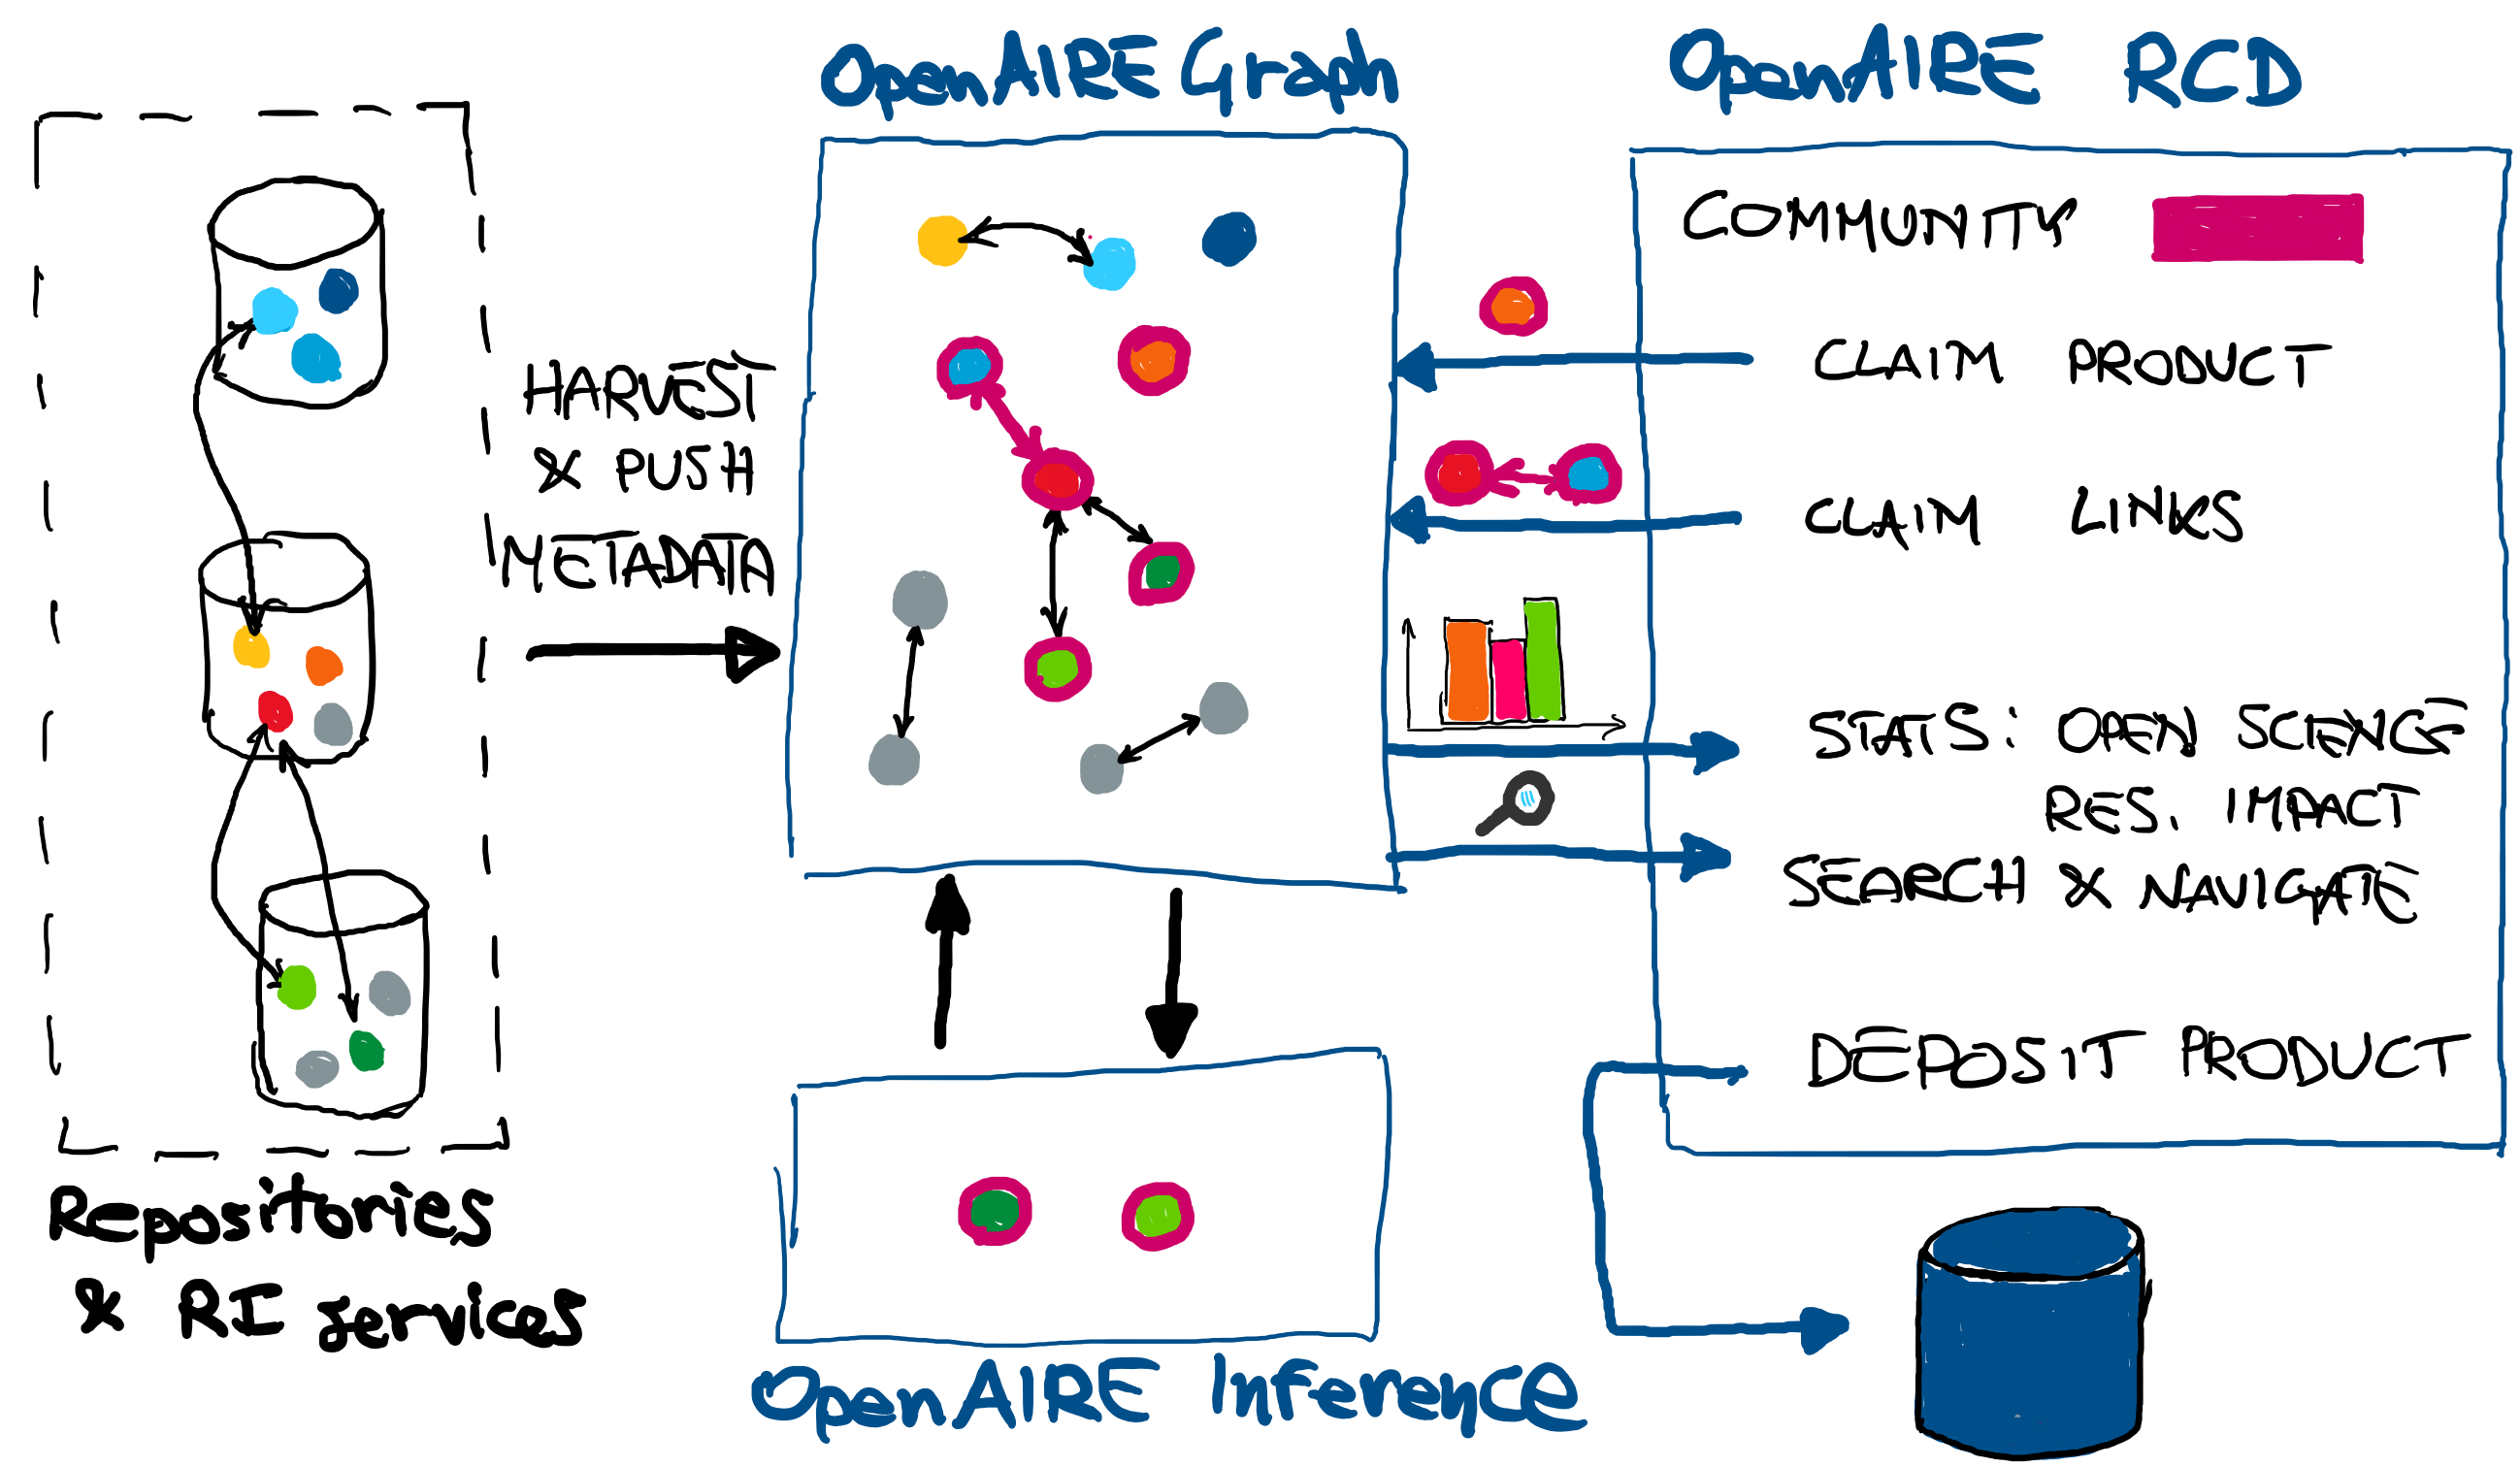 OpenAIRE Graph
OpenAIRE RCD
HARVEST
& PUSH
METADATA
COMMUNITY
CLAIM PRODUCT
CLAIM LINKS
STATS: OPEN SCIENCE
RES. IMPACT
SEARCH & NAVIGATE
DEPOSIT PRODUCT
Repositories
& RI services
OpenAIRE Inference